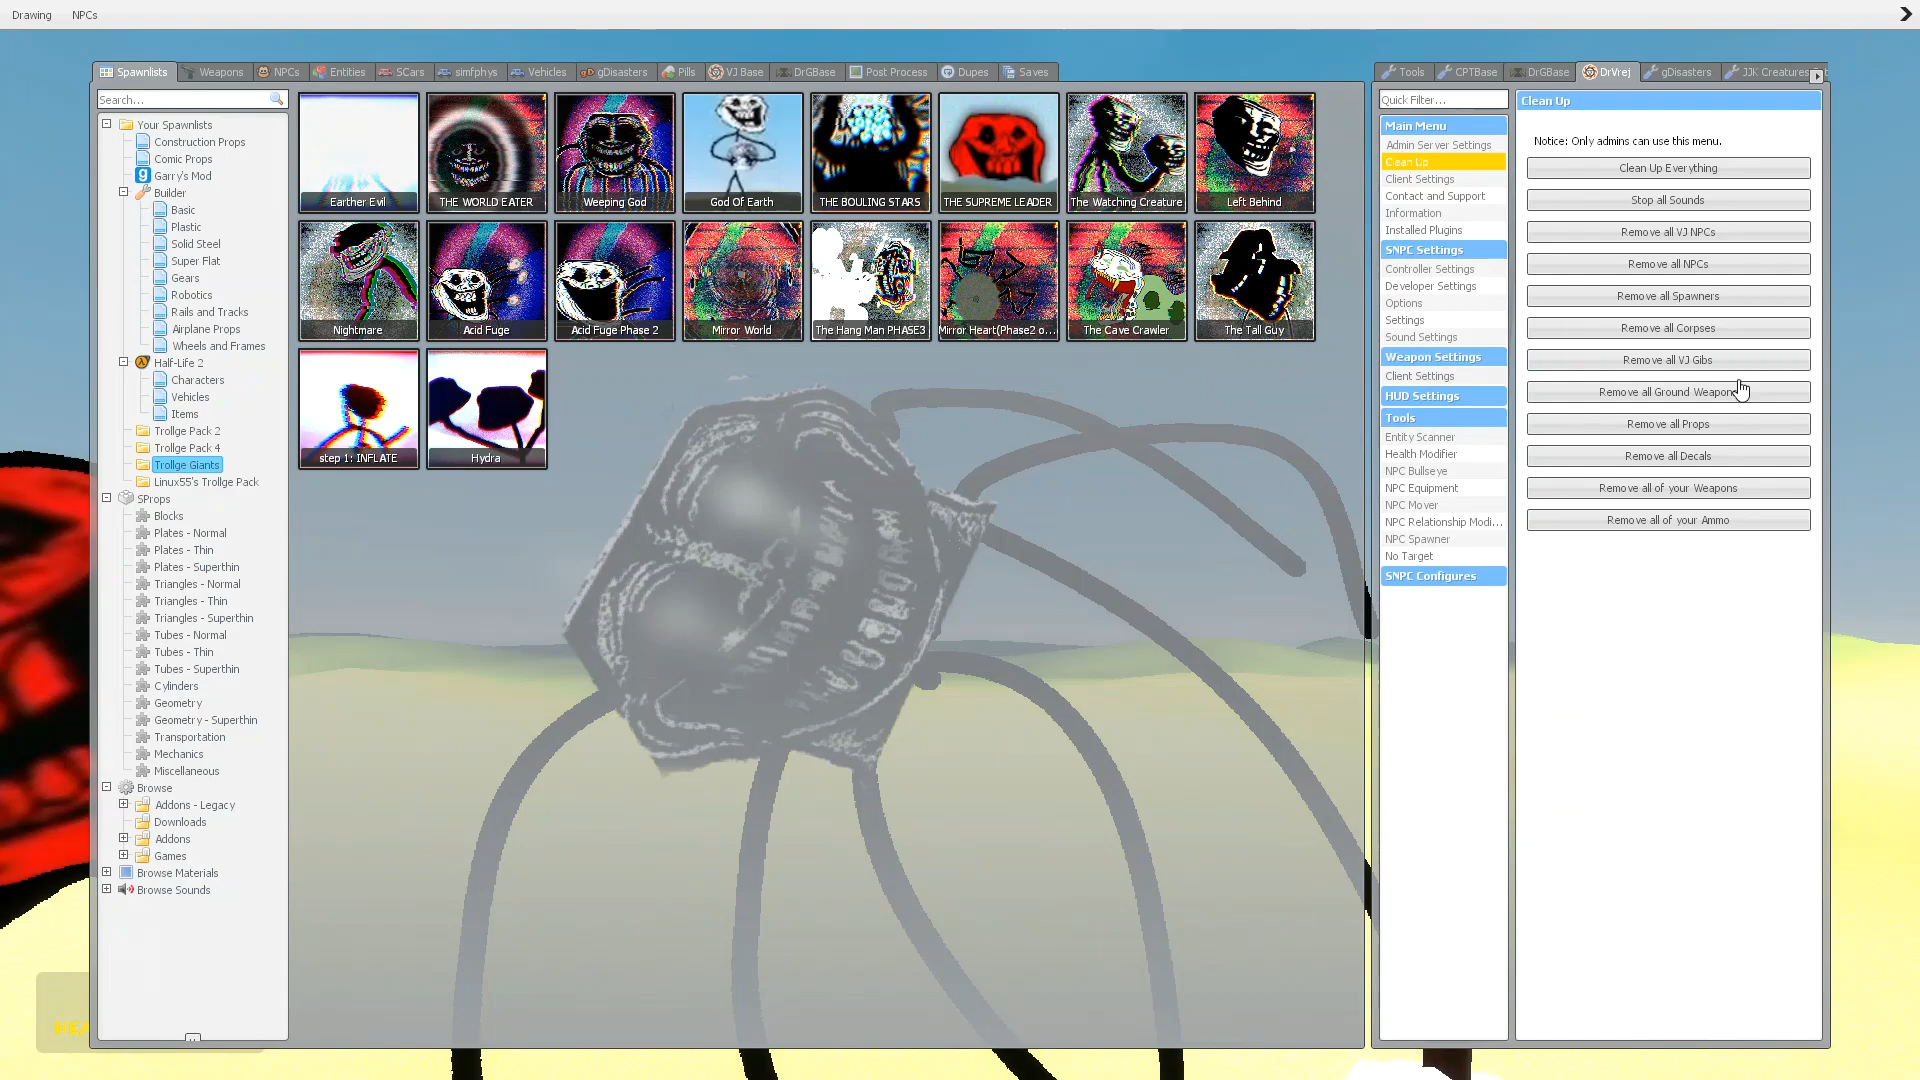 Drawing NPCs
Spawnlists Weapons NPCs Entities SCars simfphys Vehicles gDisasters Pills VJ Base DrGBase Post Process Dupes Saves
Search...
Your Spawnlists
Construction Props
Comic Props
Garry's Mod
Builder
Basic
Plastic
Solid Steel
Super Flat
Gears
Robotics
Rails and Tracks
Airplane Props
Wheels and Frames
Half-Life 2
Characters
Vehicles
Items
Trollge Pack 2
Trollge Pack 4
Trollge Giants
Linux55's Trollge Pack
SProps
Blocks
Plates - Normal
Plates - Thin
Plates - Superthin
Triangles - Normal
Triangles - Thin
Triangles - Superthin
Tubes - Normal
Tubes - Thin
Tubes - Superthin
Cylinders
Geometry
Geometry - Superthin
Transportation
Mechanics
Miscellaneous
Browse
Addons - Legacy
Downloads
Addons
Games
Browse Materials
Browse Sounds
Earther Evil
THE WORLD EATER
Weeping God
God Of Earth
THE BOULING STARS
THE SUPREME LEADER
The Watching Creature
Left Behind
Nightmare
Acid Fuge
Acid Fuge Phase 2
Mirror World
The Hang Man PHASE3
Mirror Heart(Phase2 o...
The Cave Crawler
The Tall Guy
step 1: INFLATE
Hydra
Tools CPTBase DrGBase DrVrej gDisasters JJK Creatures
Quick Filter...
Main Menu
Admin Server Settings
Clean Up
Client Settings
Contact and Support
Information
Installed Plugins
SNPC Settings
Controller Settings
Developer Settings
Options
Settings
Sound Settings
Weapon Settings
Client Settings
HUD Settings
Tools
Entity Scanner
Health Modifier
NPC Bullseye
NPC Equipment
NPC Mover
NPC Relationship Modi...
NPC Spawner
No Target
SNPC Configures
Clean Up
Notice: Only admins can use this menu.
Clean Up Everything
Stop all Sounds
Remove all VJ NPCs
Remove all NPCs
Remove all Spawners
Remove all Corpses
Remove all VJ Gibs
Remove all Ground Weapons
Remove all Props
Remove all Decals
Remove all of your Weapons
Remove all of your Ammo